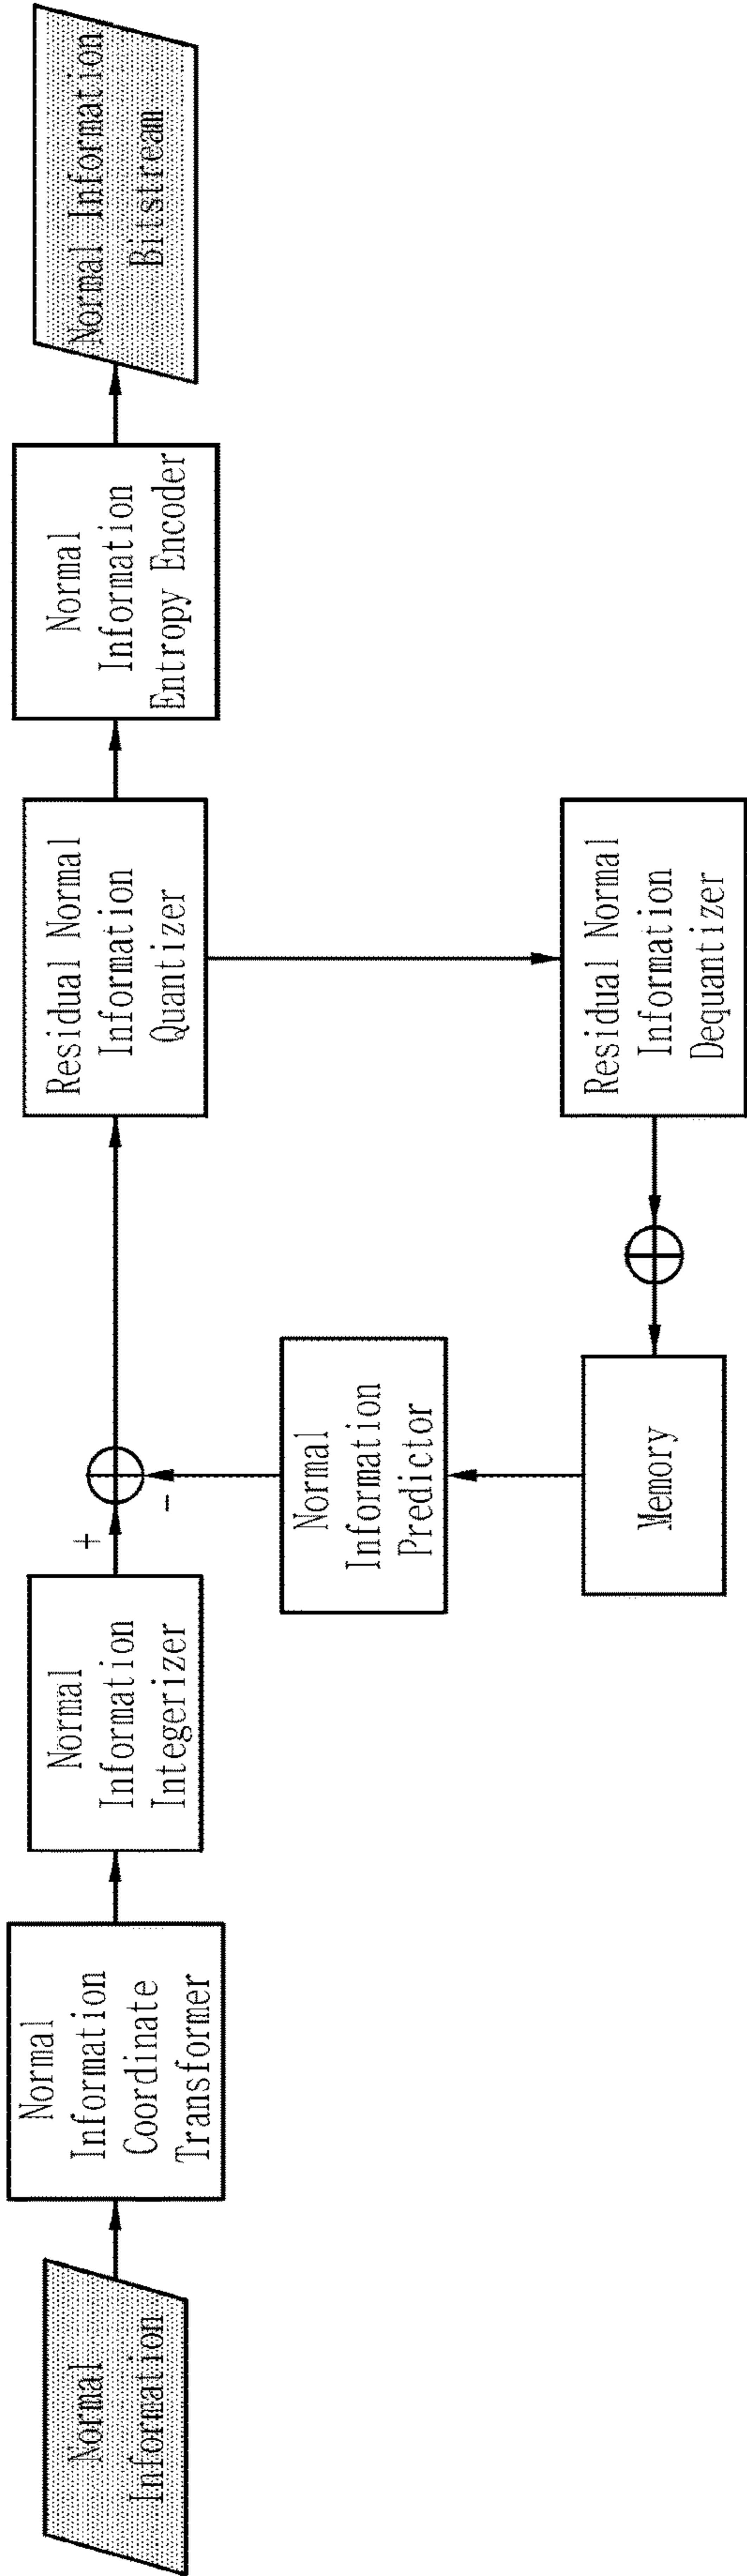 Normal
Information
Normal
Information
Coordinate
Transformer
Normal
Information
Integerizer
+
-
Residual Normal
Information
Quantizer
Normal
Information
Entropy Encoder
Normal Information
Bitstream
Normal
Information
Predictor
Memory
Residual Normal
Information
Dequantizer